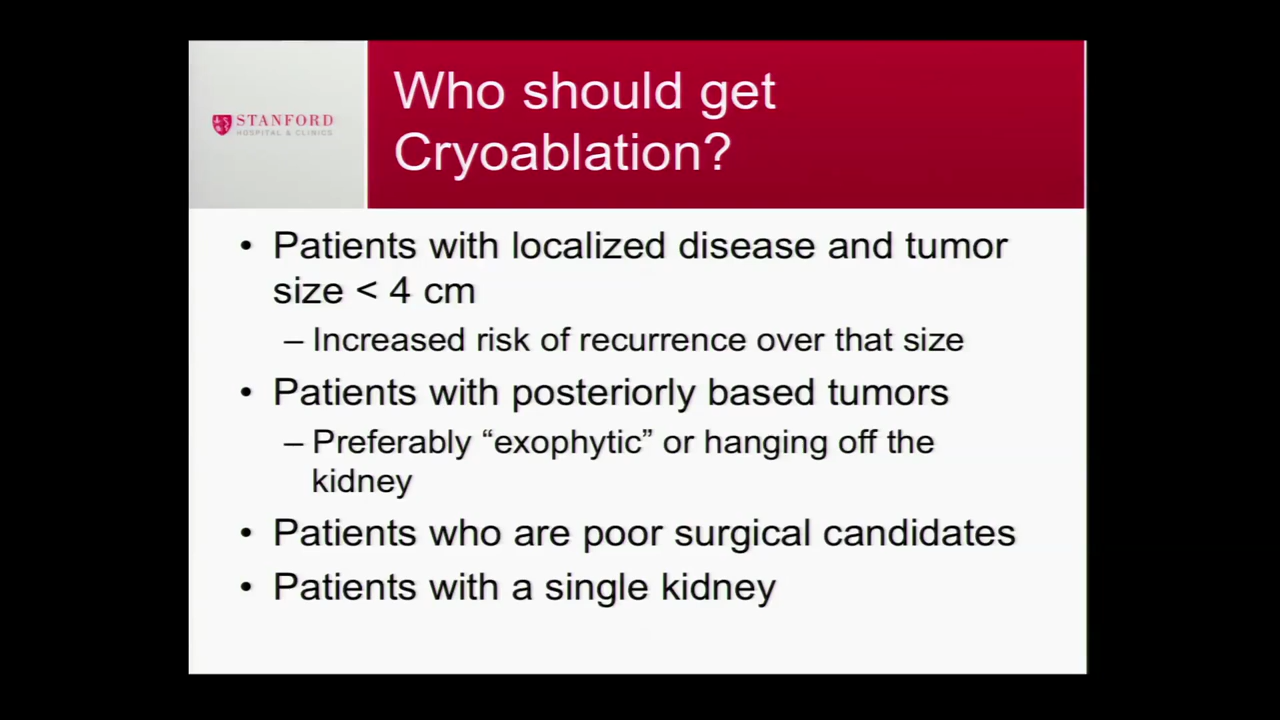 STANFORD
HOSPITAL & CLINICS
Who should get
Cryoablation?
• Patients with localized disease and tumor
size < 4 cm
– Increased risk of recurrence over that size
• Patients with posteriorly based tumors
– Preferably “exophytic” or hanging off the
kidney
• Patients who are poor surgical candidates
• Patients with a single kidney